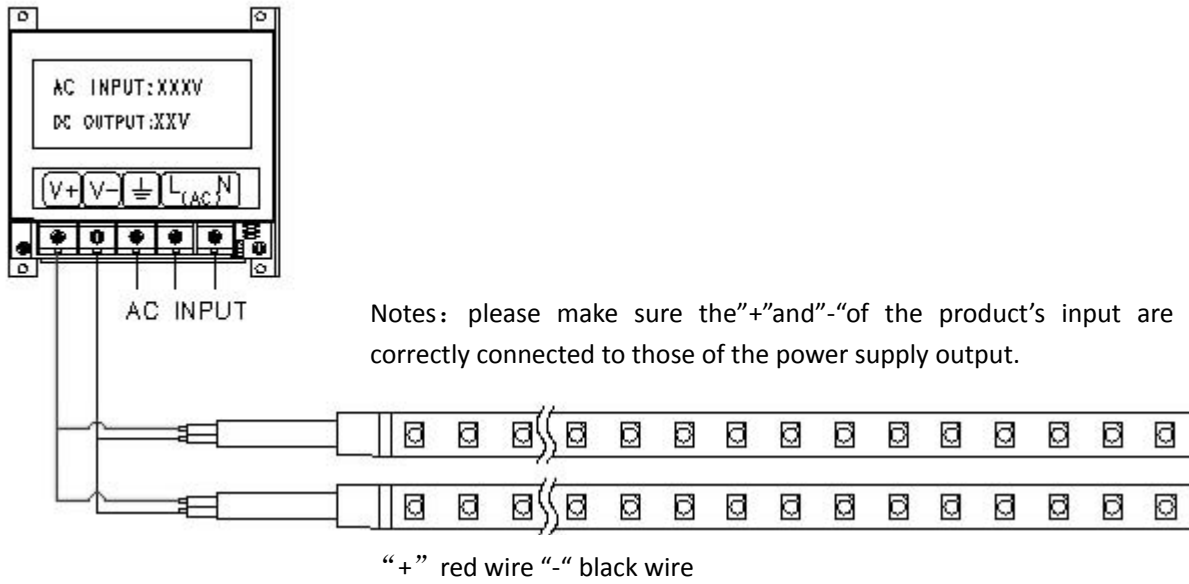 AC INPUT:XXXV
DC OUTPUT:XXV
V+ V- L(AC)N
AC INPUT
Notes： please make sure the”+”and”-“of the product’s input are
correctly connected to those of the power supply output.
“+” red wire “-“ black wire